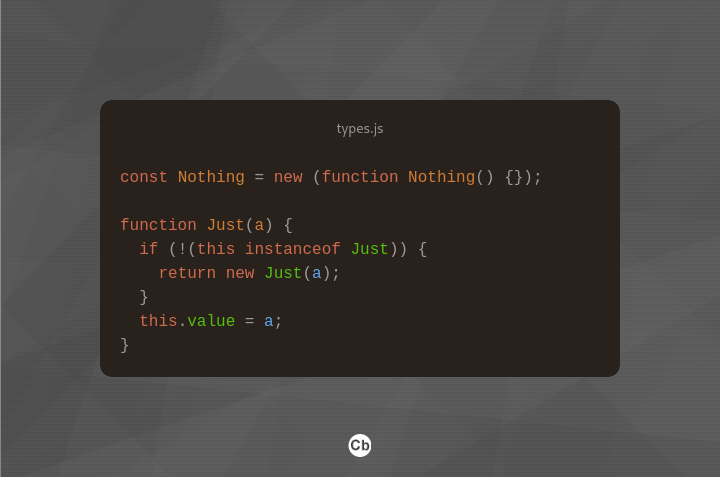 types.js
const Nothing = new (function Nothing() {});
function Just(a) {
  if (!(this instanceof Just)) {
    return new Just(a);
  }
  this.value = a;
}
Cb